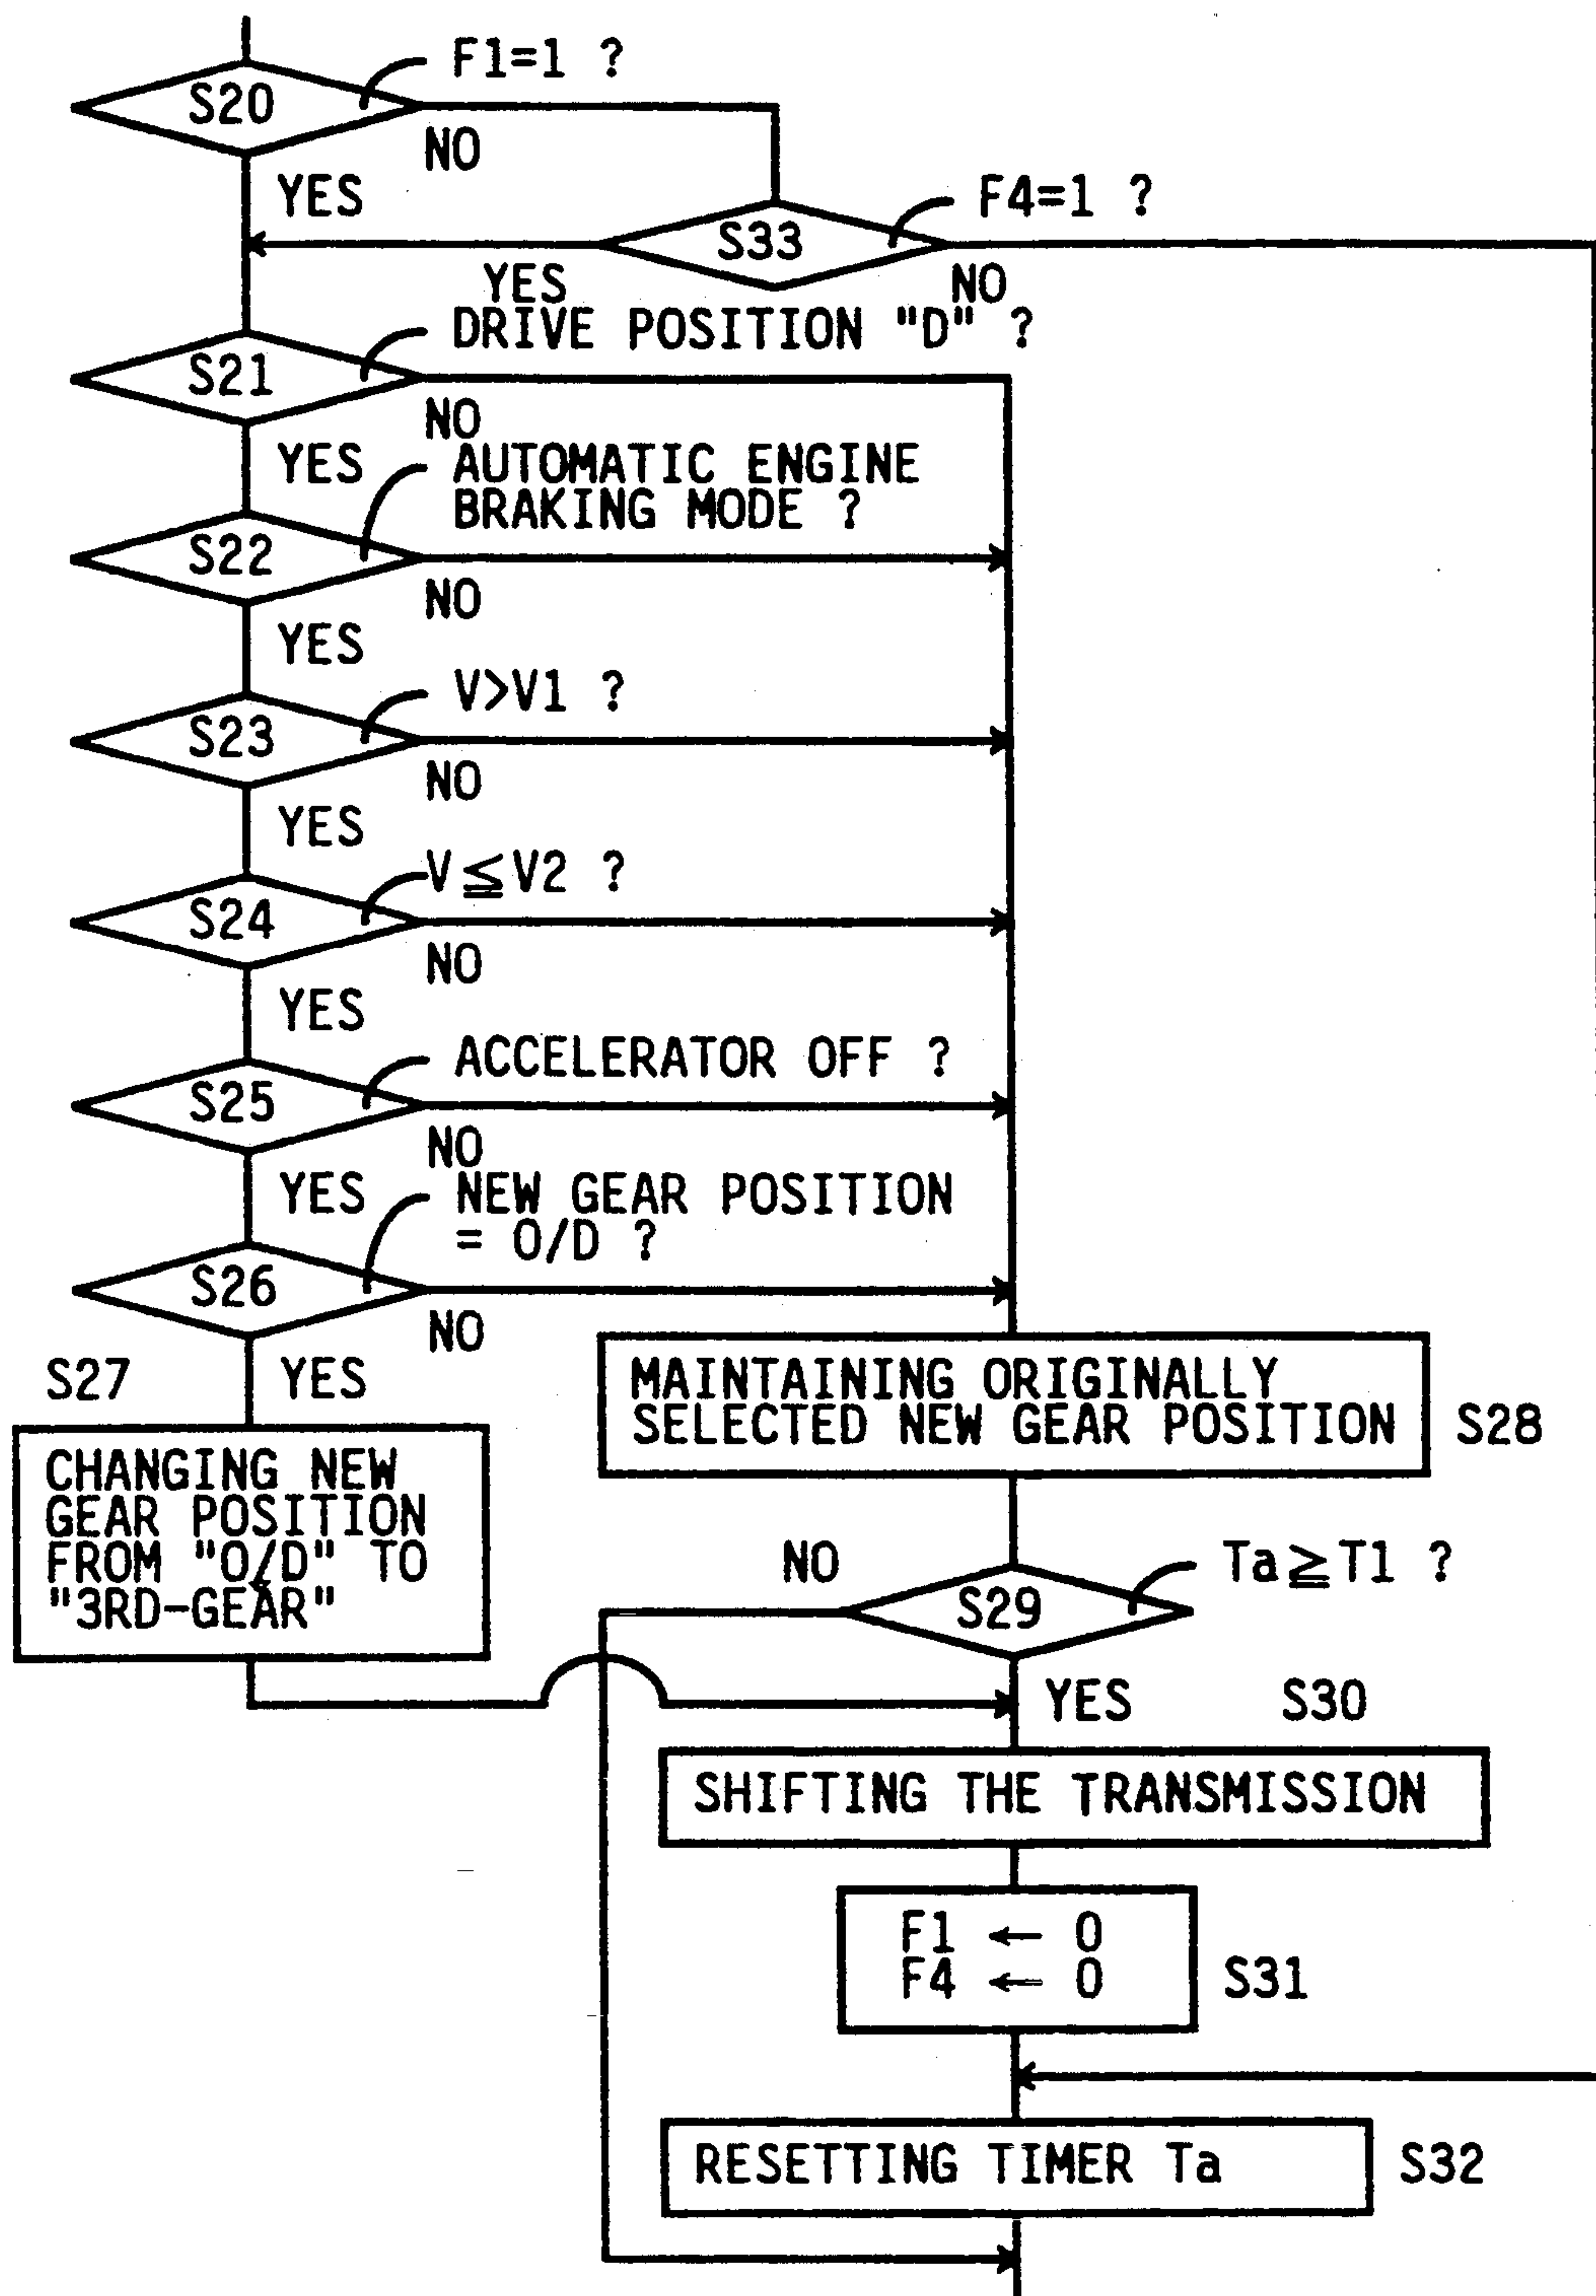 F1=1 ?
S20
NO
YES
F4=1 ?
S33
YES
NO
DRIVE POSITION "D" ?
S21
NO
YES
AUTOMATIC ENGINE
BRAKING MODE ?
S22
NO
YES
V>V1 ?
S23
NO
YES
V≦V2 ?
S24
NO
YES
ACCELERATOR OFF ?
S25
NO
YES
NEW GEAR POSITION
= O/D ?
S26
NO
S27
YES
MAINTAINING ORIGINALLY
SELECTED NEW GEAR POSITION
S28
CHANGING NEW
GEAR POSITION
FROM "O/D" TO
"3RD-GEAR"
NO
Ta≧T1 ?
S29
YES
S30
SHIFTING THE TRANSMISSION
F1 ← 0
F4 ← 0
S31
RESETTING TIMER Ta
S32